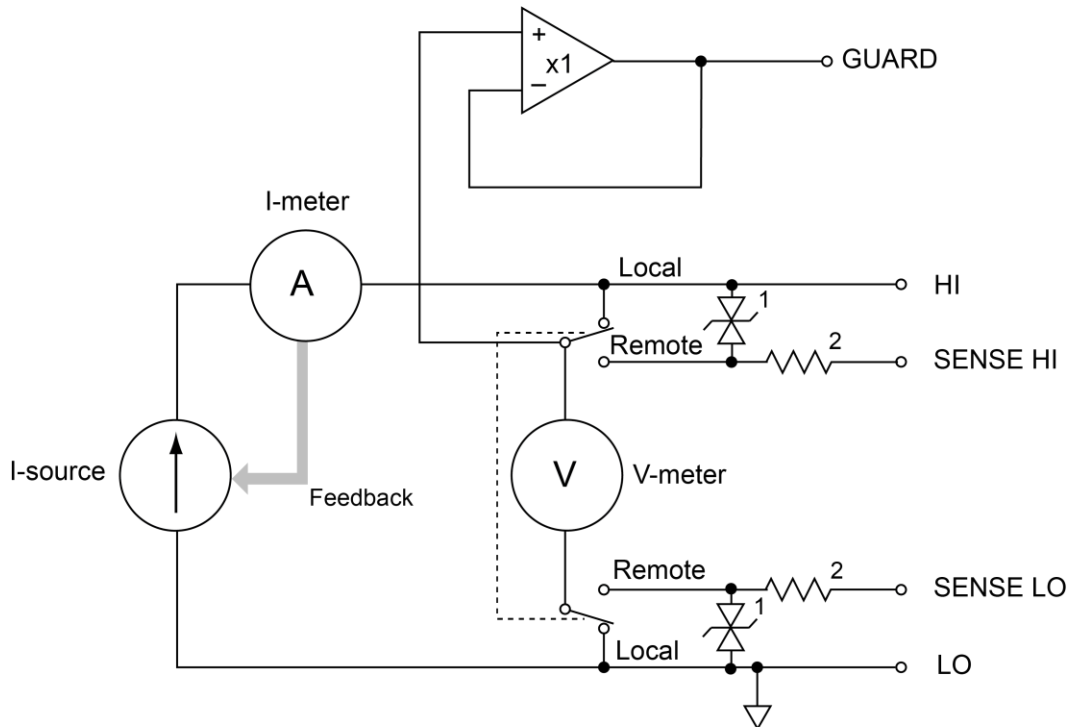 +
x1
−
GUARD
I-meter
A
Local
HI
1
Remote
2
SENSE HI
I-source
V
V-meter
Feedback
Remote
2
SENSE LO
1
Local
LO